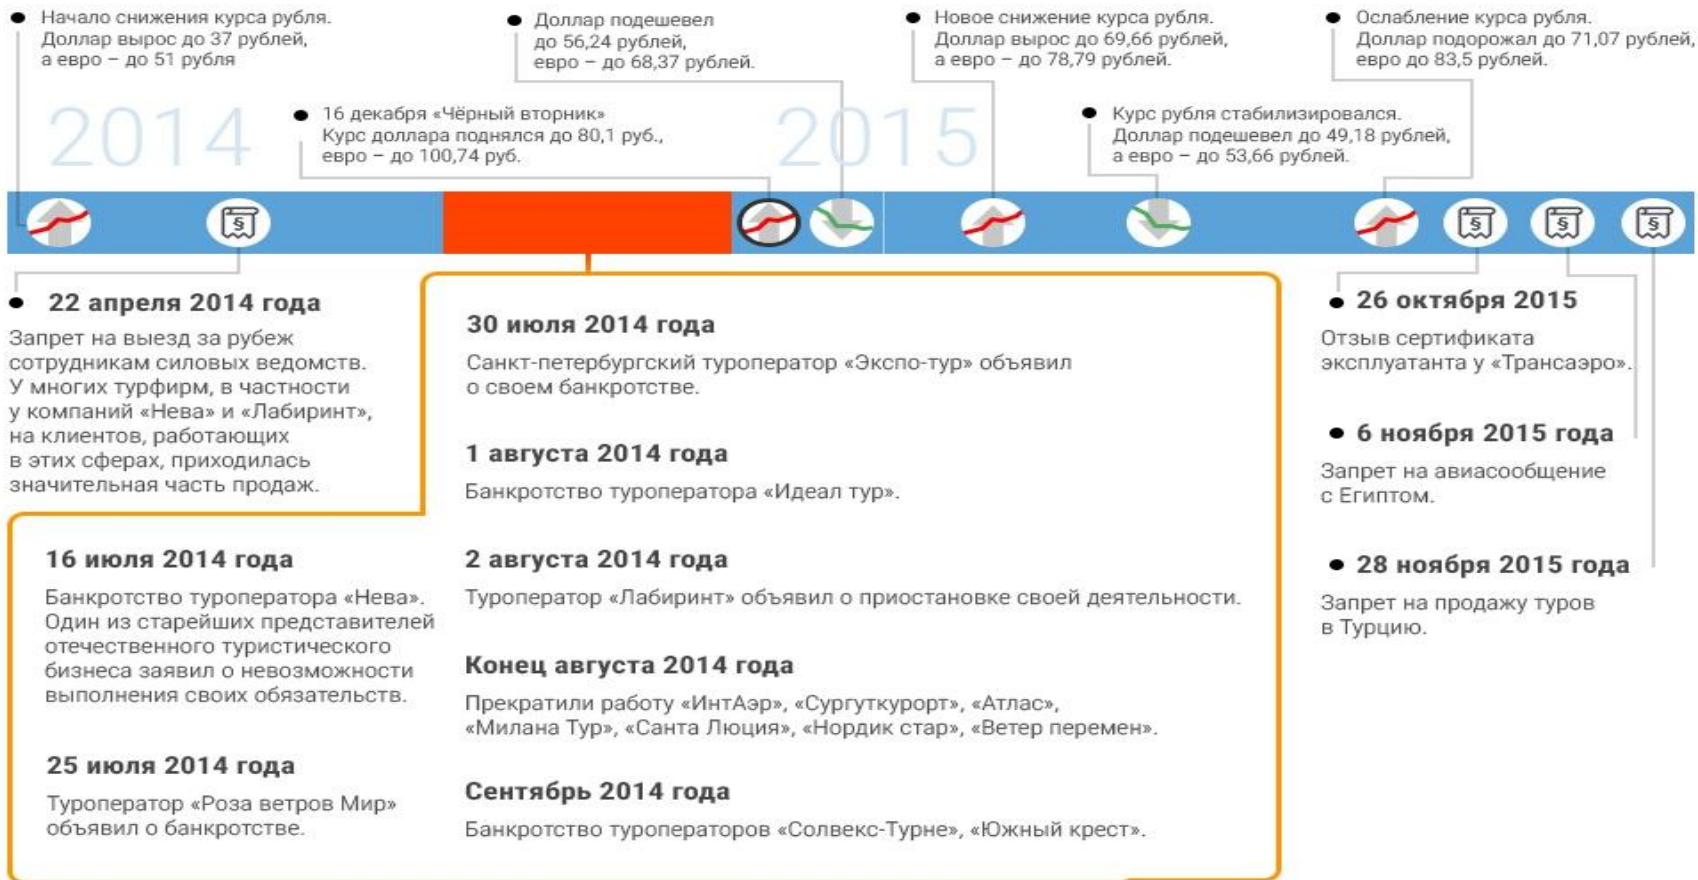 Начало снижения курса рубля.
Доллар вырос до 37 рублей,
а евро – до 51 рубля
Доллар подешевел
до 56,24 рублей,
евро – до 68,37 рублей.
Новое снижение курса рубля.
Доллар вырос до 69,66 рублей,
а евро – до 78,79 рублей.
Ослабление курса рубля.
Доллар подорожал до 71,07 рублей,
евро до 83,5 рублей.
2014
16 декабря «Чёрный вторник»
Курс доллара поднялся до 80,1 руб.,
евро – до 100,74 руб.
2015
Курс рубля стабилизировался.
Доллар подешевел до 49,18 рублей,
а евро – до 53,66 рублей.
§
§
§
§
22 апреля 2014 года
Запрет на выезд за рубеж
сотрудникам силовых ведомств.
У многих турфирм, в частности
у компаний «Нева» и «Лабиринт»,
на клиентов, работающих
в этих сферах, приходилась
значительная часть продаж.
16 июля 2014 года
Банкротство туроператора «Нева».
Один из старейших представителей
отечественного туристического
бизнеса заявил о невозможности
выполнения своих обязательств.
25 июля 2014 года
Туроператор «Роза ветров Мир»
объявил о банкротстве.
30 июля 2014 года
Санкт-петербургский туроператор «Экспо-тур» объявил
о своем банкротстве.
1 августа 2014 года
Банкротство туроператора «Идеал тур».
2 августа 2014 года
Туроператор «Лабиринт» объявил о приостановке своей деятельности.
Конец августа 2014 года
Прекратили работу «ИнтАэр», «Сургуткурорт», «Атлас»,
«Милана Тур», «Санта Люция», «Нордик стар», «Ветер перемен».
Сентябрь 2014 года
Банкротство туроператоров «Солвекс-Турне», «Южный крест».
26 октября 2015
Отзыв сертификата
эксплуатанта у «Трансаэро».
6 ноября 2015 года
Запрет на авиасообщение
с Египтом.
28 ноября 2015 года
Запрет на продажу туров
в Турцию.